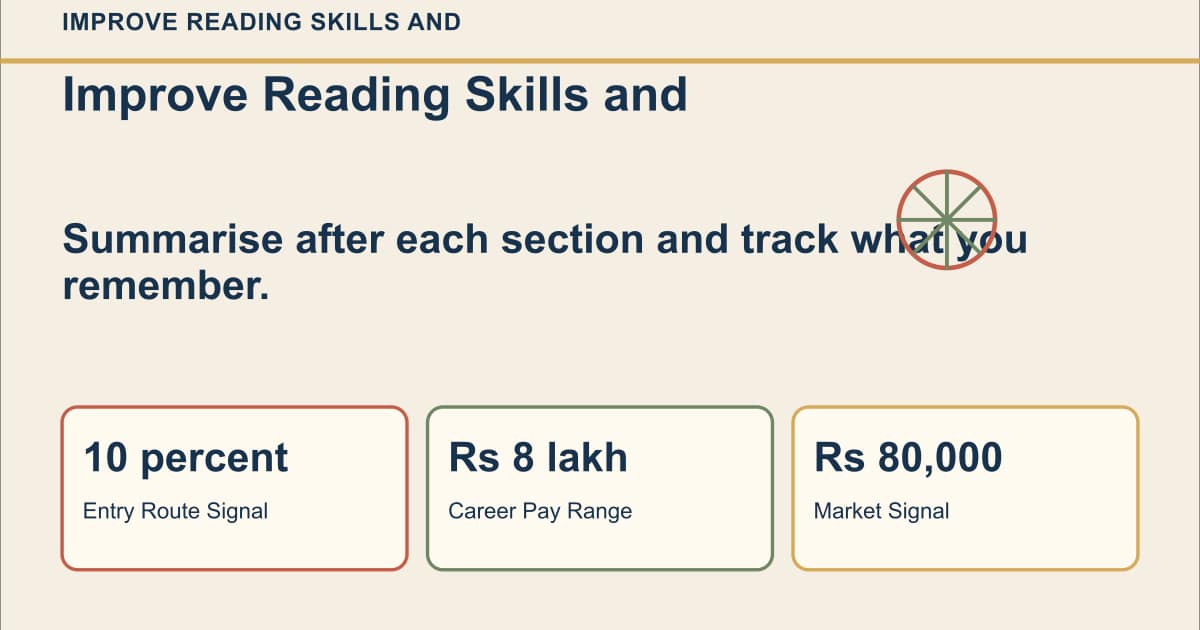 IMPROVE READING SKILLS AND
Improve Reading Skills and
Summarise after each section and track what you
remember.
10 percent
Entry Route Signal
Rs 8 lakh
Career Pay Range
Rs 80,000
Market Signal